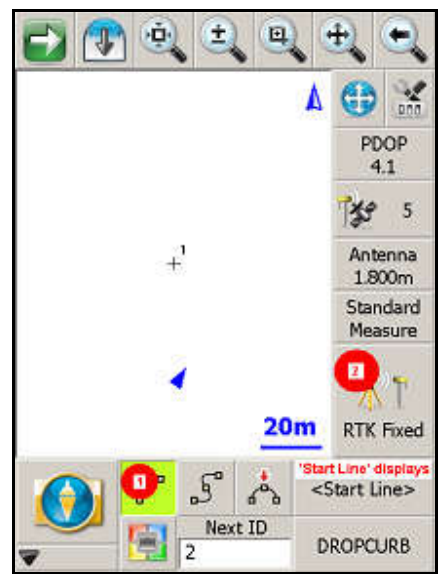 PDOP
4.1
5
1
Antenna
1.800m
Standard
Measure
2
20m
RTK Fixed
'Start Line' displays
1
<Start Line>
Next ID
2
DROPCURB